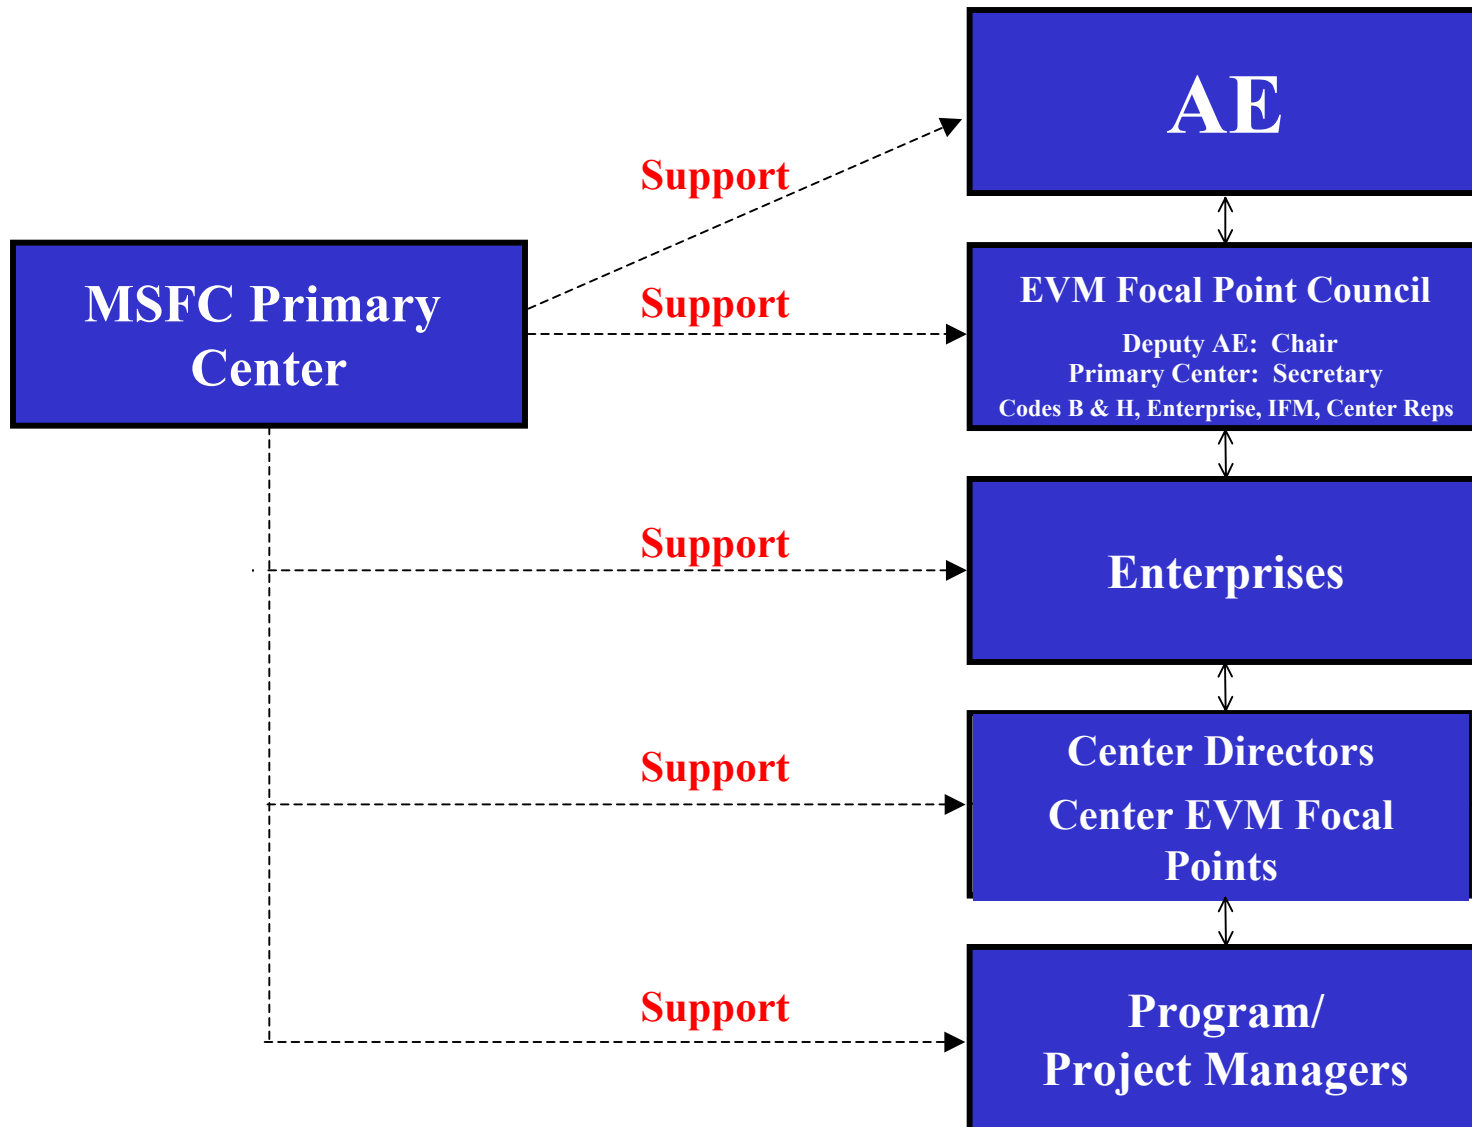 AE
Support
MSFC Primary
Center
Support
EVM Focal Point Council
Deputy AE: Chair
Primary Center: Secretary
Codes B & H, Enterprise, IFM, Center Reps
Support
Enterprises
Support
Center Directors
Center EVM Focal
Points
Support
Program/
Project Managers